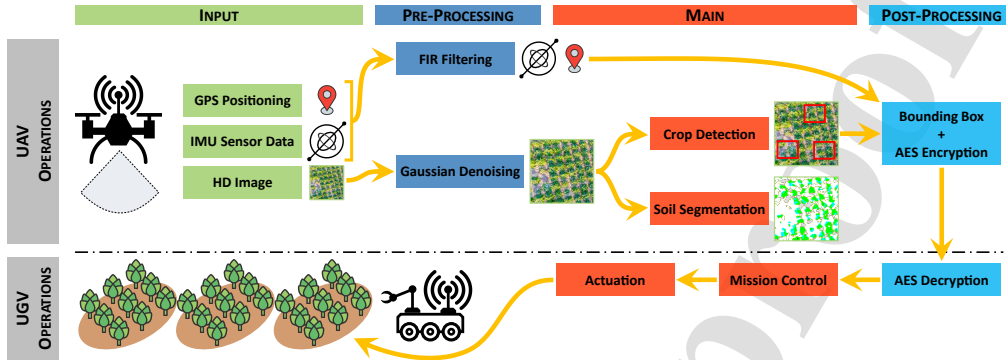 INPUT
PRE-PROCESSING
MAIN
POST-PROCESSING
UAV
OPERATIONS
GPS Positioning
IMU Sensor Data
HD Image
FIR Filtering
Gaussian Denoising
Crop Detection
Soil Segmentation
Bounding Box
+
AES Encryption
UGV
OPERATIONS
Actuation
Mission Control
AES Decryption